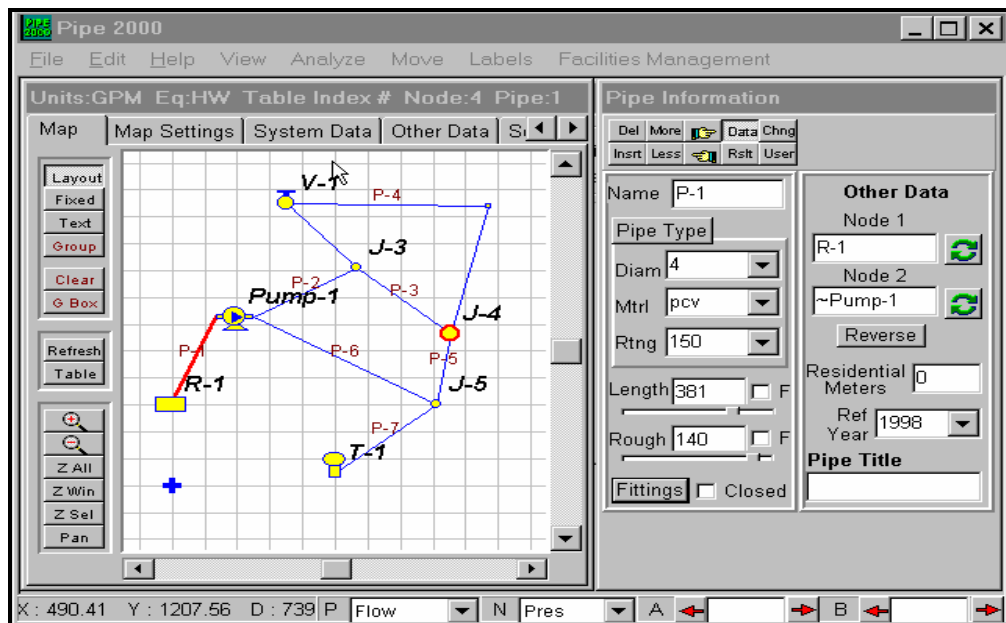 PIPE 2000 Pipe 2000
File Edit Help View Analyze Move Labels Facilities Management
Units:GPM Eq:HW Table Index # Node:4 Pipe:1
Map Map Settings System Data Other Data
Layout
Fixed
Text
Group
Clear
G Box
Refresh
Table
Z All
Z Win
Z Sel
Pan
V-1
P-4
J-3
P-2
P-3
Pump-1
J-4
P-1
P-6
P-5
R-1
J-5
P-7
T-1
Pipe Information
Del More Data Chng
Insrt Less Rslt User
Name P-1
Pipe Type
Diam 4
Mtrl pcv
Rtng 150
Length 381 F
Rough 140 F
Fittings Closed
Other Data
Node 1
R-1
Node 2
~Pump-1
Reverse
Residential Meters 0
Ref Year 1998
Pipe Title
X : 490.41 Y : 1207.56 D : 739 P Flow N Pres A B